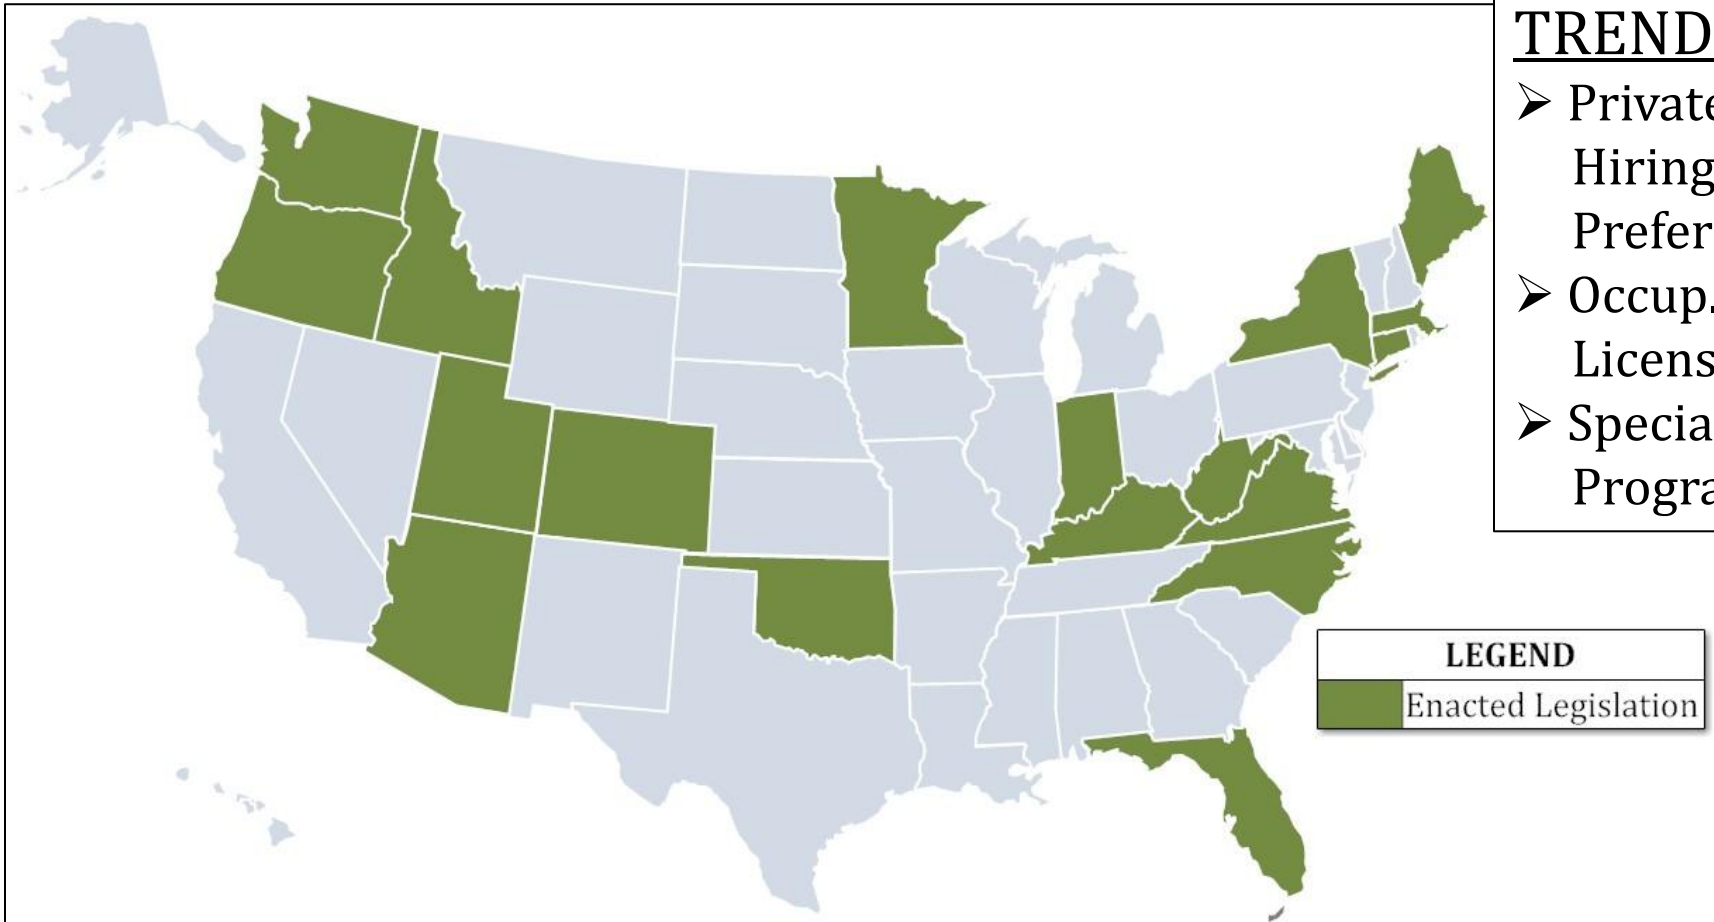 TREND
➢ Private
Hiring
Prefer
➢ Occup.
Licens
➢ Specia
Progra
LEGEND
Enacted Legislation